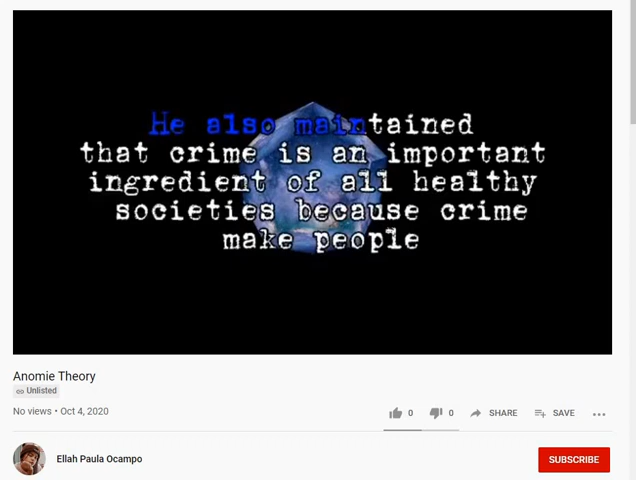 He also maintained
that crime is an important
ingredient of all healthy
societies because crime
make people
Anomie Theory
Unlisted
No views • Oct 4, 2020
0
0
SHARE
SAVE
Ellah Paula Ocampo
SUBSCRIBE